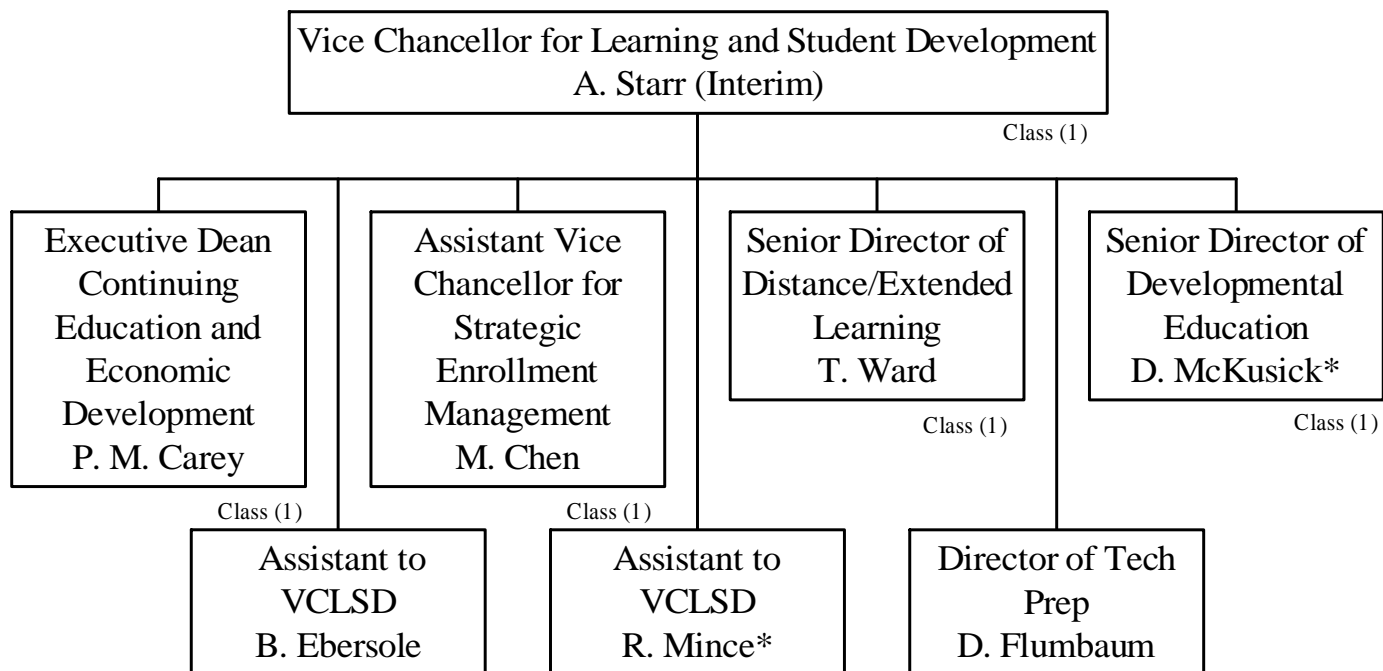 Vice Chancellor for Learning and Student Development
A. Starr (Interim)
Class (1)
Executive Dean
Continuing
Education and
Economic
Development
P. M. Carey
Class (1)
Assistant Vice
Chancellor for
Strategic
Enrollment
Management
M. Chen
Class (1)
Senior Director of
Distance/Extended
Learning
T. Ward
Class (1)
Senior Director of
Developmental
Education
D. McKusick*
Class (1)
Assistant to
VCLSD
B. Ebersole
Assistant to
VCLSD
R. Mince*
Director of Tech
Prep
D. Flumbaum